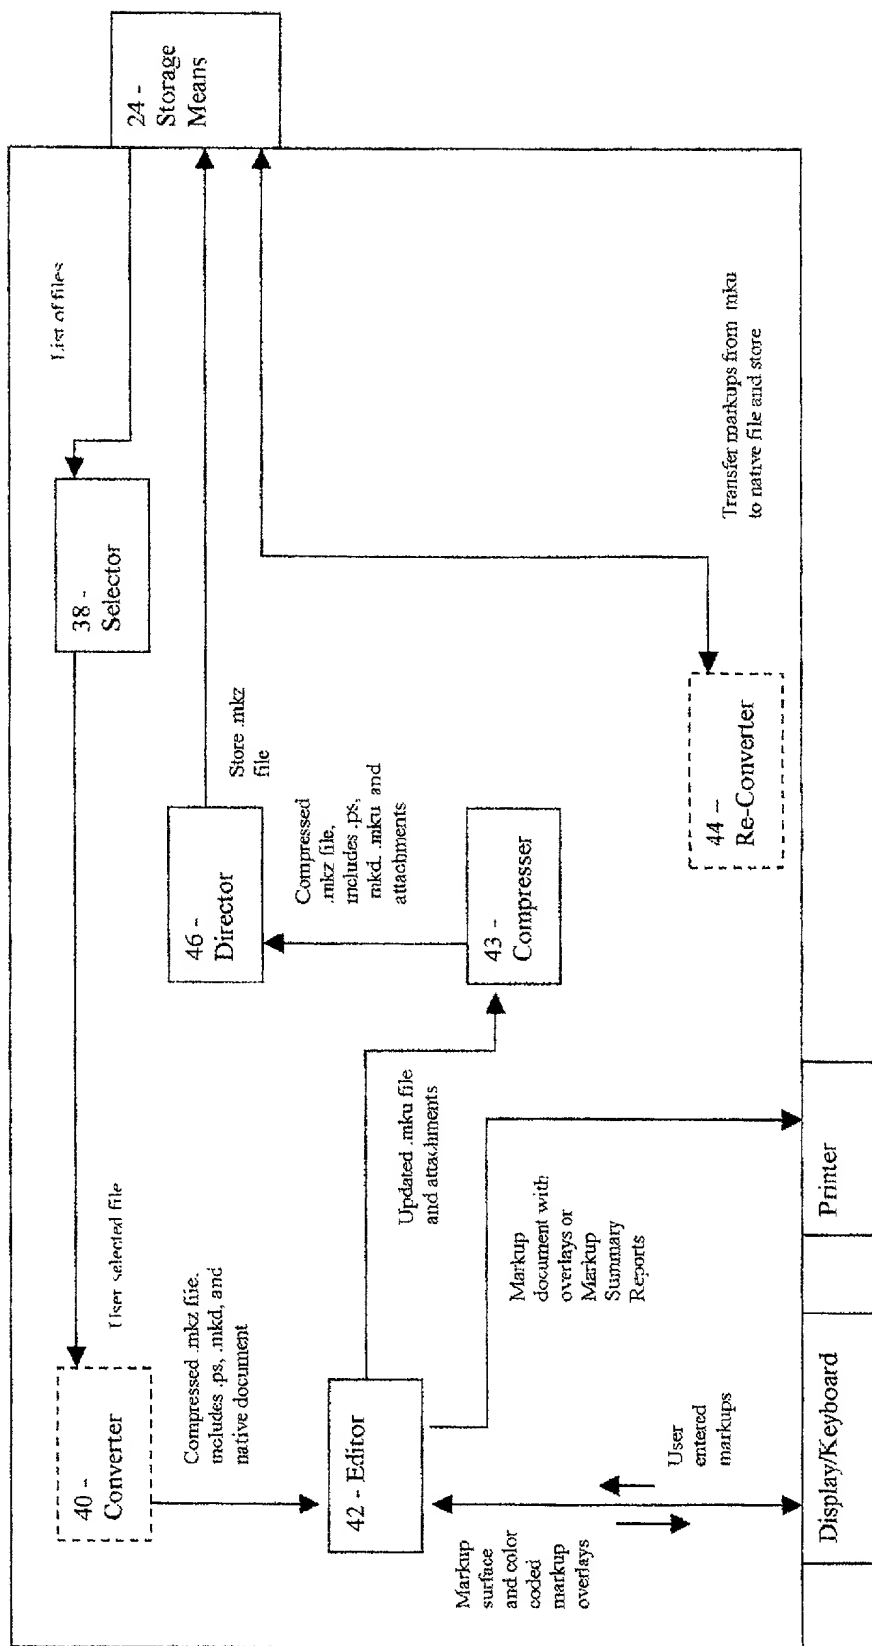 24 -
Storage
Means
List of files
38 -
Selector
User selected file
40 -
Converter
Compressed .mkz file.
includes .ps, .mkd, and
native document
42 - Editor
Updated .mku file
and attachments
43 -
Compresser
Compressed
.mkz file,
includes .ps,
mkd. .mku and
attachments
46 -
Director
Store .mkz
file
44 –
Re-Converter
Transfer markups from mku
to native file and store
Markup
document with
overlays or
Markup
Summary
Reports
Markup
surface
and color
coded
markup
overlays
User
entered
markups
Display/Keyboard
Printer